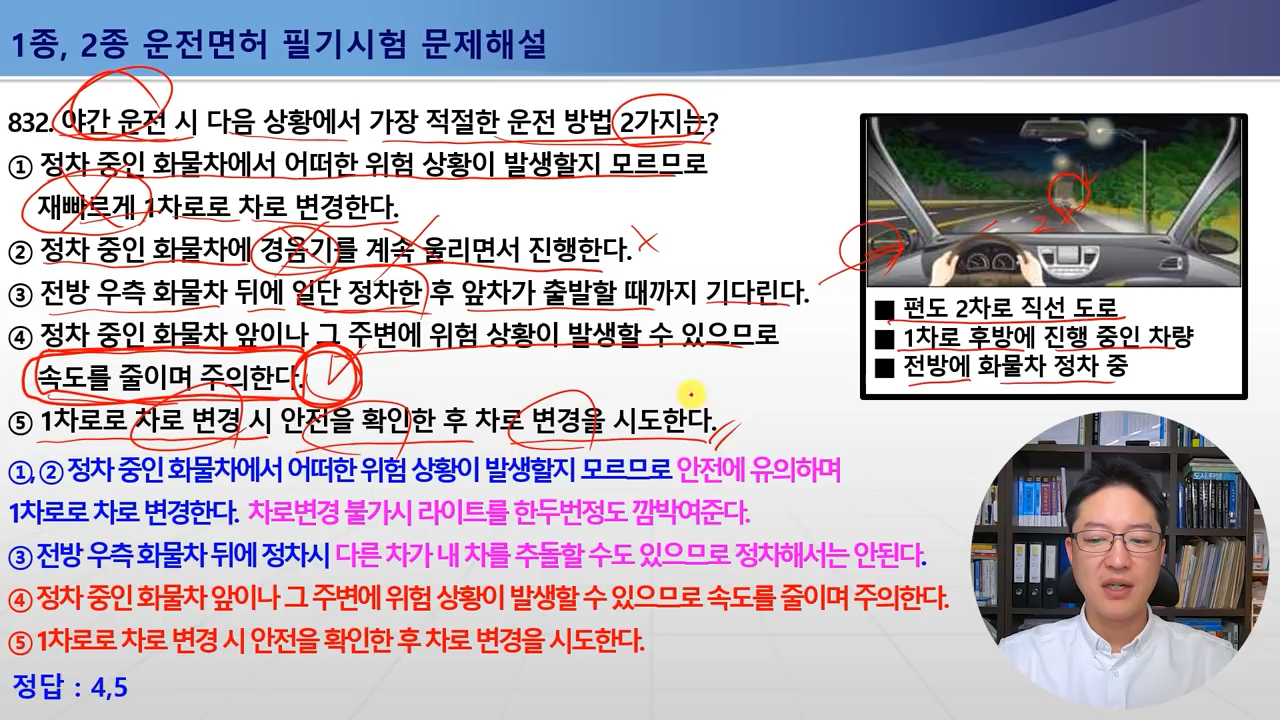 1종, 2종 운전면허 필기시험 문제해설
832. 야간 운전 시 다음 상황에서 가장 적절한 운전 방법 2가지는?
① 정차 중인 화물차에서 어떠한 위험 상황이 발생할지 모르므로
재빠르게 1차로로 차로 변경한다.
② 정차 중인 화물차에 경음기를 계속 울리면서 진행한다.
③ 전방 우측 화물차 뒤에 일단 정차한 후 앞차가 출발할 때까지 기다린다.
④ 정차 중인 화물차 앞이나 그 주변에 위험 상황이 발생할 수 있으므로
속도를 줄이며 주의한다.
⑤ 1차로로 차로 변경 시 안전을 확인한 후 차로 변경을 시도한다.
■ 편도 2차로 직선 도로
■ 1차로 후방에 진행 중인 차량
■ 전방에 화물차 정차 중
①, ② 정차 중인 화물차에서 어떠한 위험 상황이 발생할지 모르므로 안전에 유의하며
1차로로 차로 변경한다. 차로변경 불가시 라이트를 한두번정도 깜박여준다.
③ 전방 우측 화물차 뒤에 정차시 다른 차가 내 차를 추돌할 수도 있으므로 정차해서는 안된다.
④ 정차 중인 화물차 앞이나 그 주변에 위험 상황이 발생할 수 있으므로 속도를 줄이며 주의한다.
⑤ 1차로로 차로 변경 시 안전을 확인한 후 차로 변경을 시도한다.
정답 : 4,5